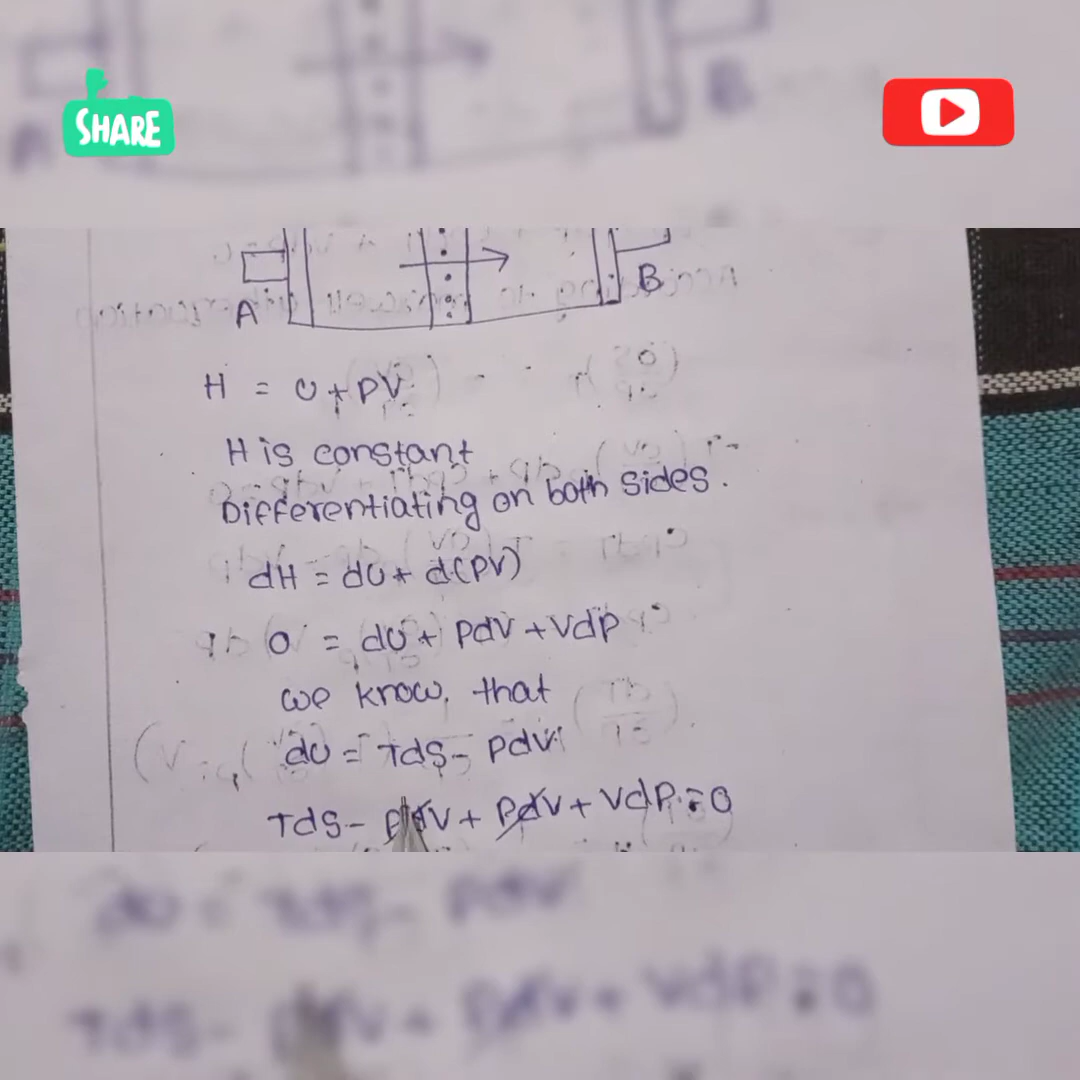 SHARE
A B
H = U + PV
H is constant
Differentiating on both sides.
dH = dU + d(PV)
0 = dU + PdV + VdP
we know, that
dU = TdS - PdV
TdS - PdV + PdV + VdP = 0